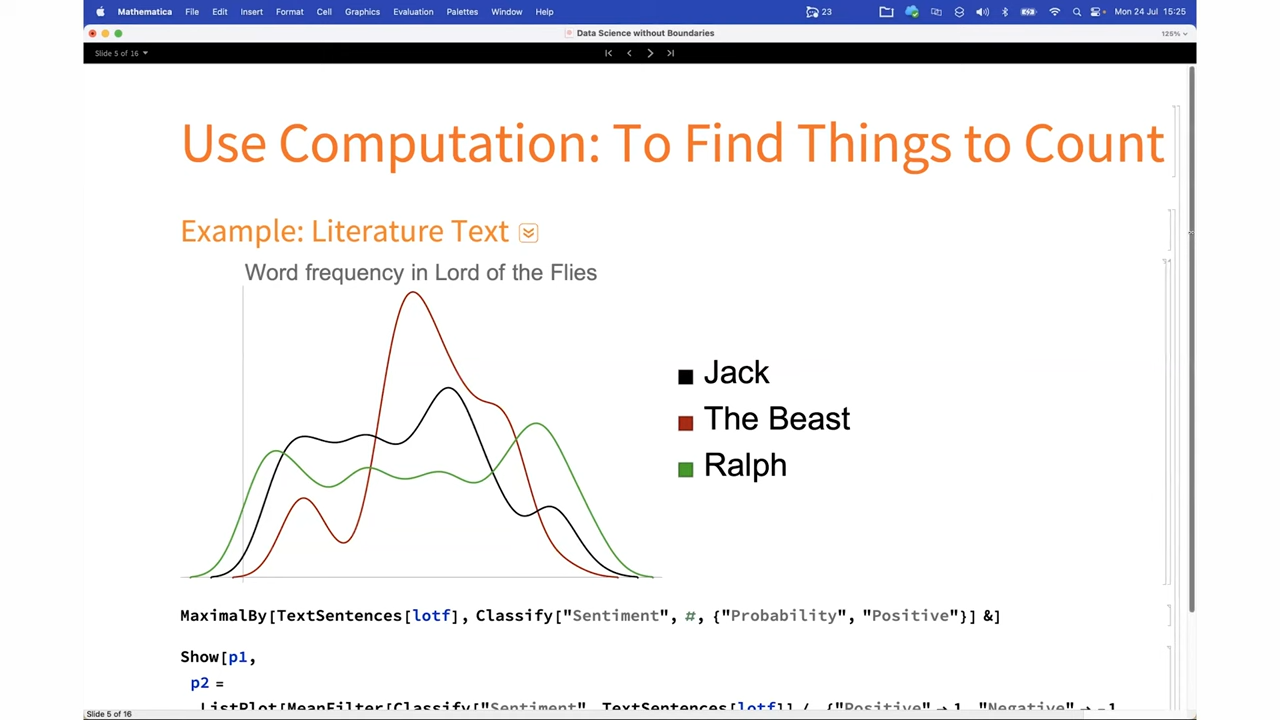 Mathematica File Edit Insert Format Cell Graphics Evaluation Palettes Window Help 23 Mon 24 Jul 15:25
Data Science without Boundaries 125%
Slide 5 of 16
Use Computation: To Find Things to Count
Example: Literature Text
Word frequency in Lord of the Flies
Jack
The Beast
Ralph
MaximalBy[TextSentences[lotf], Classify["Sentiment", #, {"Probability", "Positive"}] &]
Show[p1,
p2 =
ListPlot[MeanFilter[Classify["Sentiment", TextSentences[lotf]] /. {"Positive" → 1, "Negative" → -1,
Slide 5 of 16